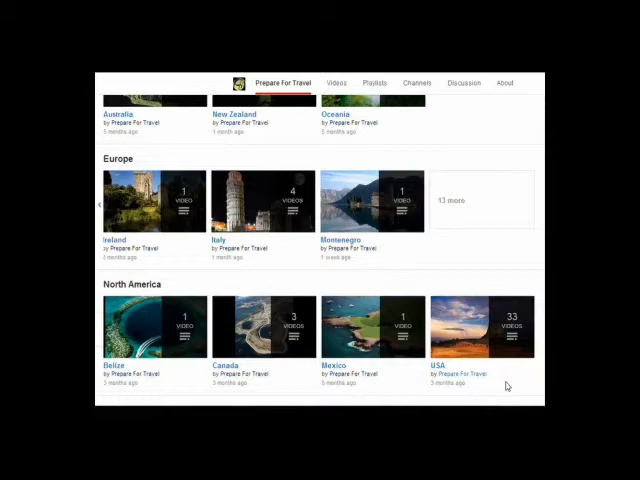 Prepare For Travel Videos Playlists Channels Discussion About
Australia New Zealand Oceania
by Prepare For Travel by Prepare For Travel by Prepare For Travel
5 months ago 1 month ago 5 months ago
Europe
1 VIDEO 4 VIDEOS 1 VIDEO 13 more
Ireland Italy Montenegro
by Prepare For Travel by Prepare For Travel by Prepare For Travel
months ago 1 month ago 1 week ago
North America
1 VIDEO 3 VIDEOS 1 VIDEO 33 VIDEOS
Belize Canada Mexico USA
by Prepare For Travel by Prepare For Travel by Prepare For Travel by Prepare For Travel
3 months ago 3 months ago 5 months ago 3 months ago